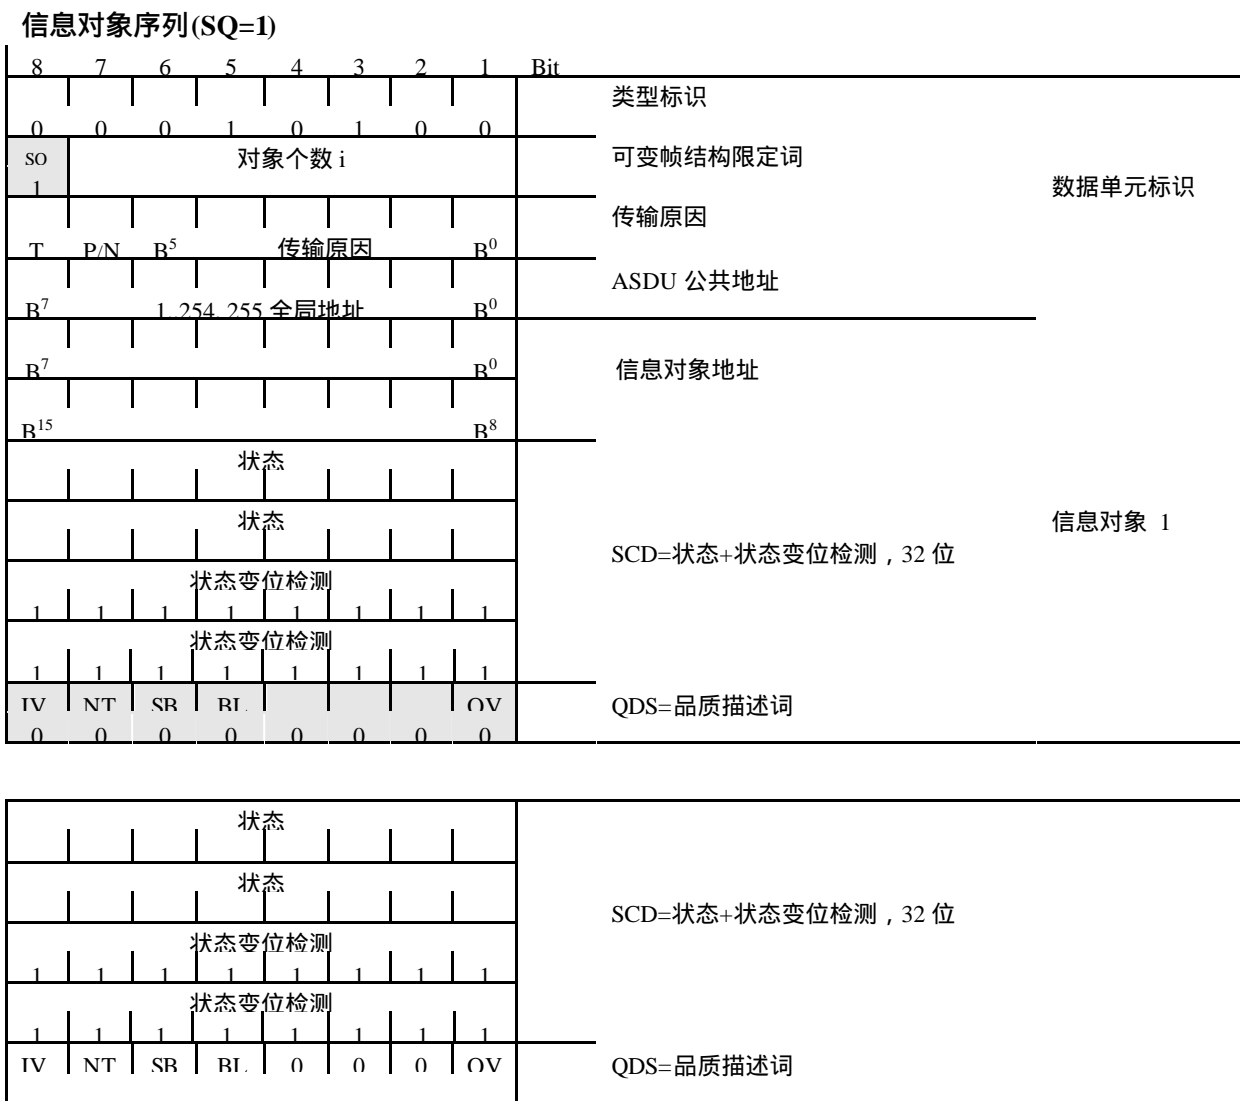 信息对象序列(SQ=1)
8 7 6 5 4 3 2 1 Bit
类型标识
0 0 0 1 0 1 0 0
SQ 对象个数 i 可变帧结构限定词
1
数据单元标识
传输原因
T P/N B5 传输原因 B0
ASDU 公共地址
B7 1..254, 255 全局地址 B0
B7 B0 信息对象地址
B15 B8
状态
状态 信息对象 1
SCD=状态+状态变位检测，32 位
状态变位检测
1 1 1 1 1 1 1 1
状态变位检测
1 1 1 1 1 1 1 1
IV NT SB BL OV QDS=品质描述词
0 0 0 0 0 0 0 0
状态
状态
SCD=状态+状态变位检测，32 位
状态变位检测
1 1 1 1 1 1 1 1
状态变位检测
1 1 1 1 1 1 1 1
IV NT SB BL 0 0 0 OV QDS=品质描述词